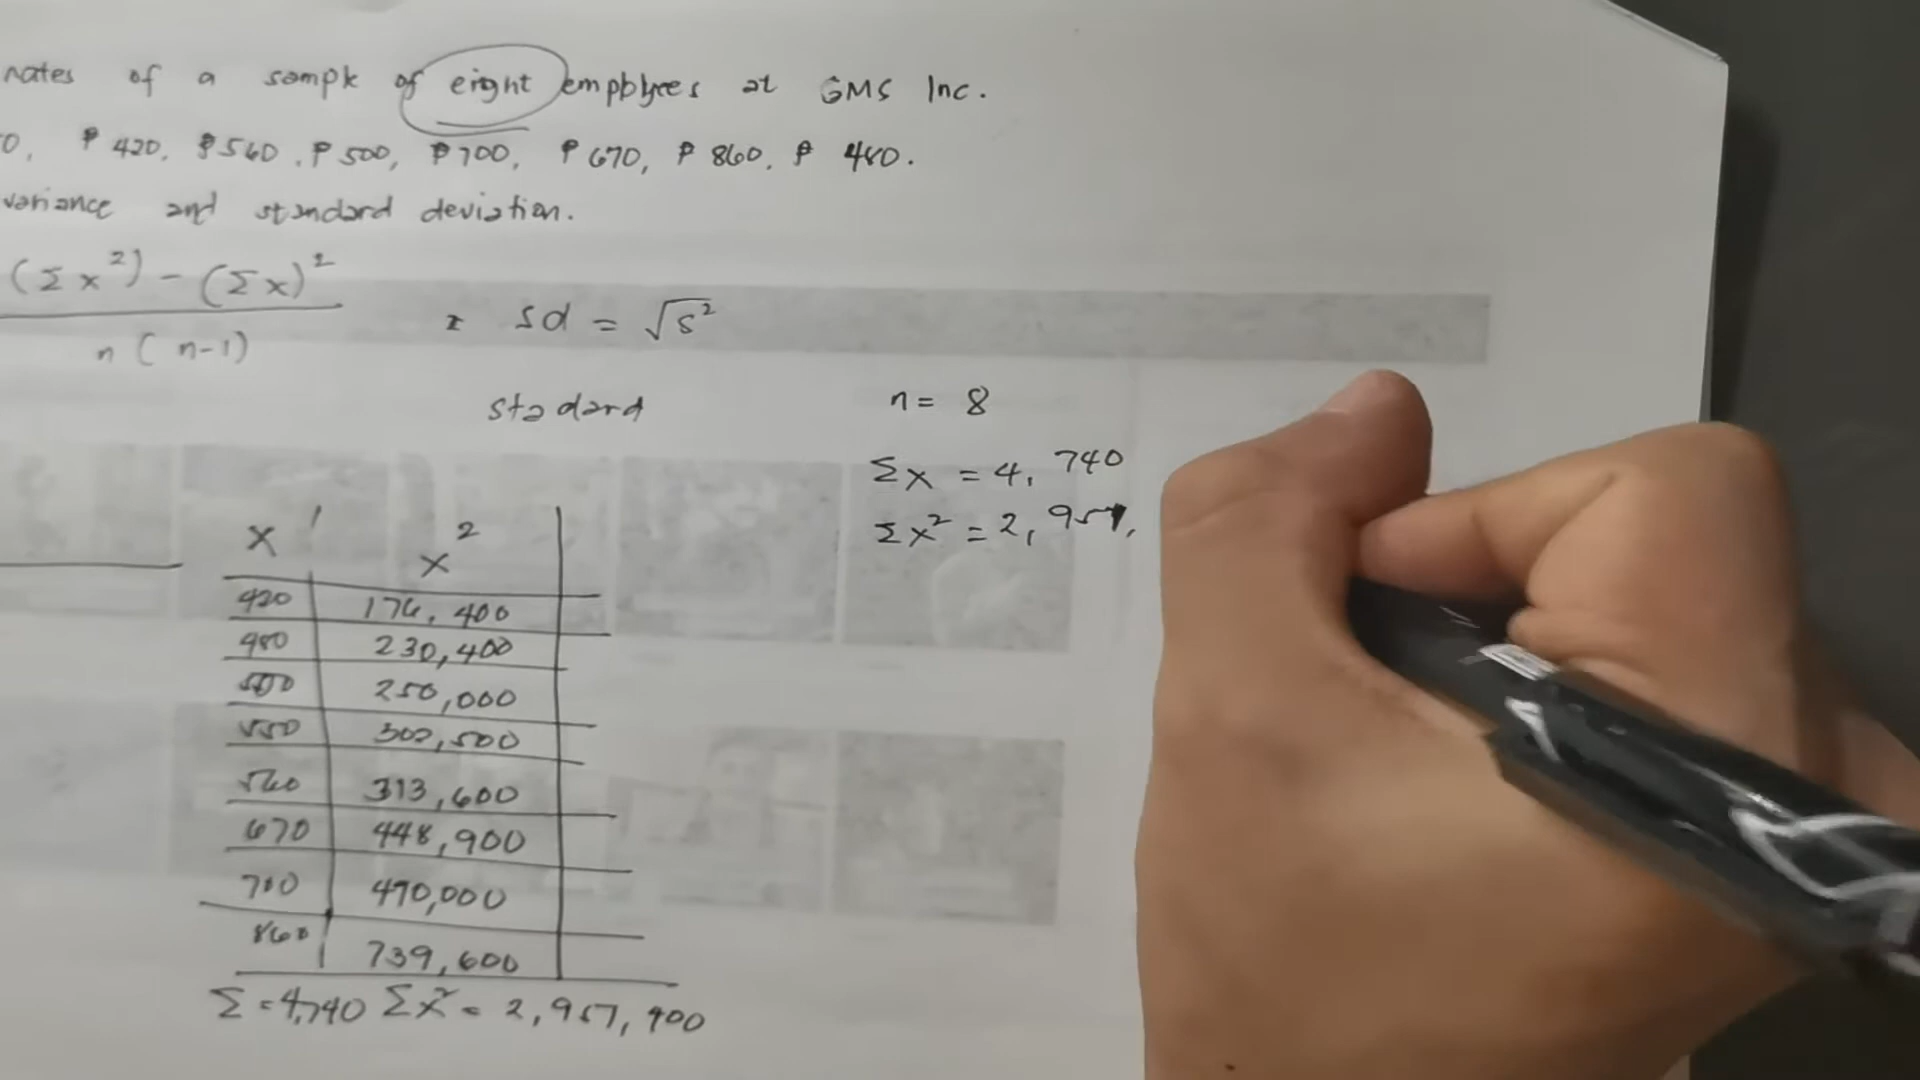 rates of a sample of eight employees at GMS Inc.
0, ₱ 420, ₱ 560, ₱ 500, ₱ 700, ₱ 670, ₱ 860, ₱ 480.
variance and standard deviation.
(Σx²) - (Σx)²
n (n-1)
sd = √s²
stadard
n = 8
Σx = 4,740
Σx² = 2,957,
x x²
420 176,400
480 230,400
500 250,000
550 302,500
560 313,600
670 448,900
700 490,000
860 739,600
Σ = 4,740 Σx² = 2,957,400